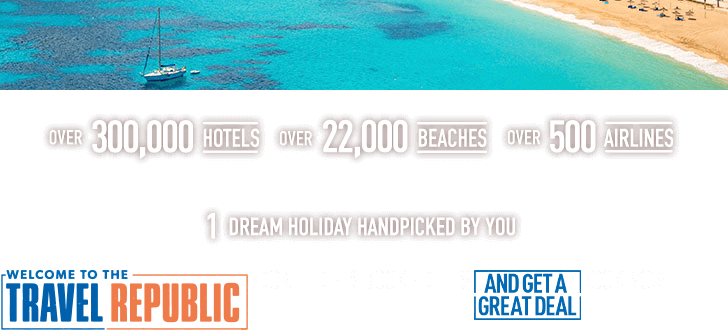 OVER 300,000 HOTELS OVER 22,000 BEACHES OVER 500 AIRLINES
1 DREAM HOLIDAY HANDPICKED BY YOU
WELCOME TO THE
TRAVEL REPUBLIC
AND GET A
GREAT DEAL